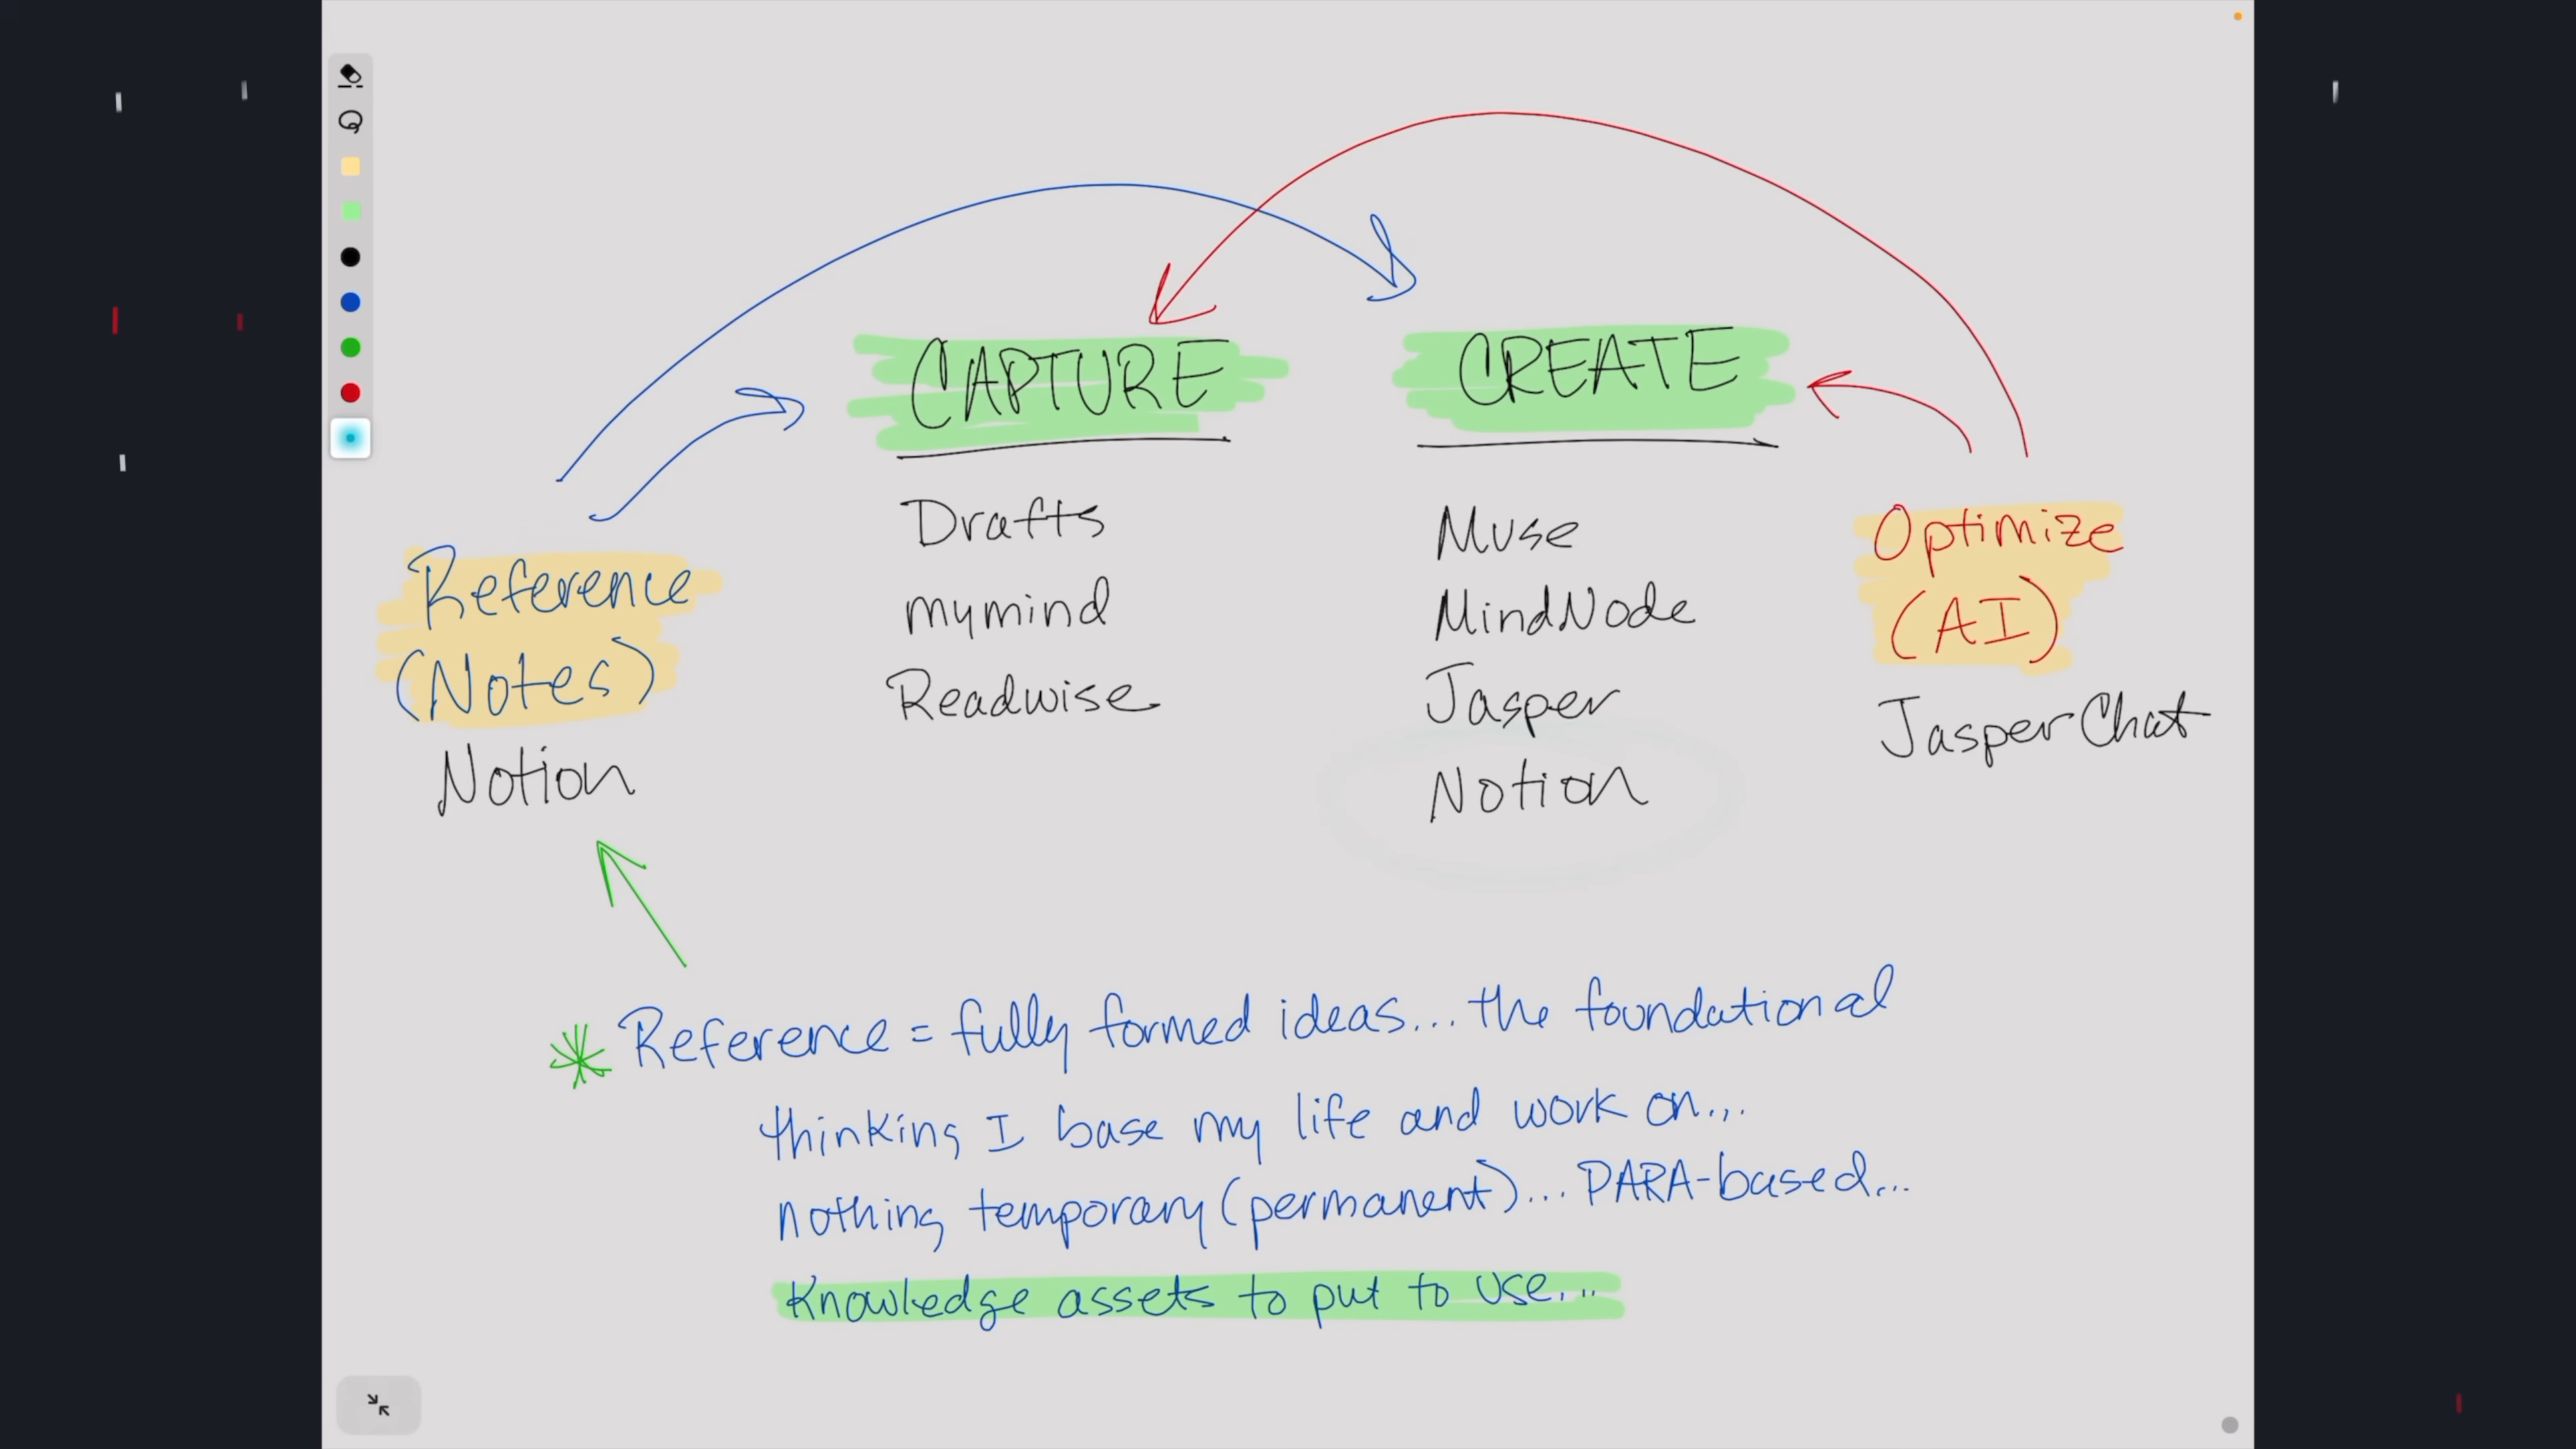 CAPTURE
Drafts
mymind
Readwise
CREATE
Muse
MindNode
Jasper
Notion
Reference
(Notes)
Notion
Optimize
(AI)
Jasper Chat
* Reference = fully formed ideas... the foundational
thinking I base my life and work on...
nothing temporary (permanent)... PARA-based...
Knowledge assets to put to use...